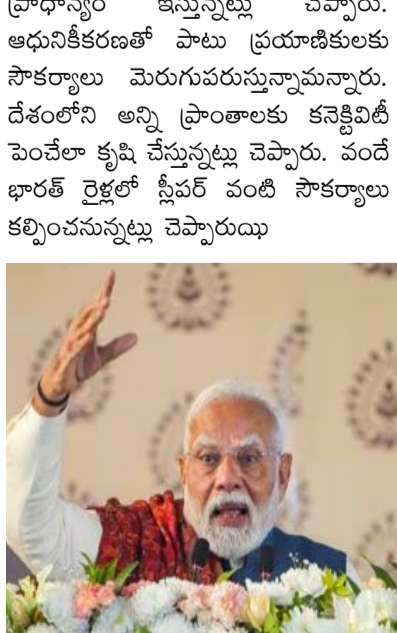 ప్రాధాన్యం ఇస్తున్నట్లు చెప్పారు.
ఆధునికీకరణతో పాటు ప్రయాణికులకు
సౌకర్యాలు మెరుగుపరుస్తున్నామన్నారు.
దేశంలోని అన్ని ప్రాంతాలకు కనెక్టివిటీ
పెంచేలా కృషి చేస్తున్నట్లు చెప్పారు. వందే
భారత్ రైళ్లలో స్లీపర్ వంటి సౌకర్యాలు
కల్పించనున్నట్లు చెప్పారుయి